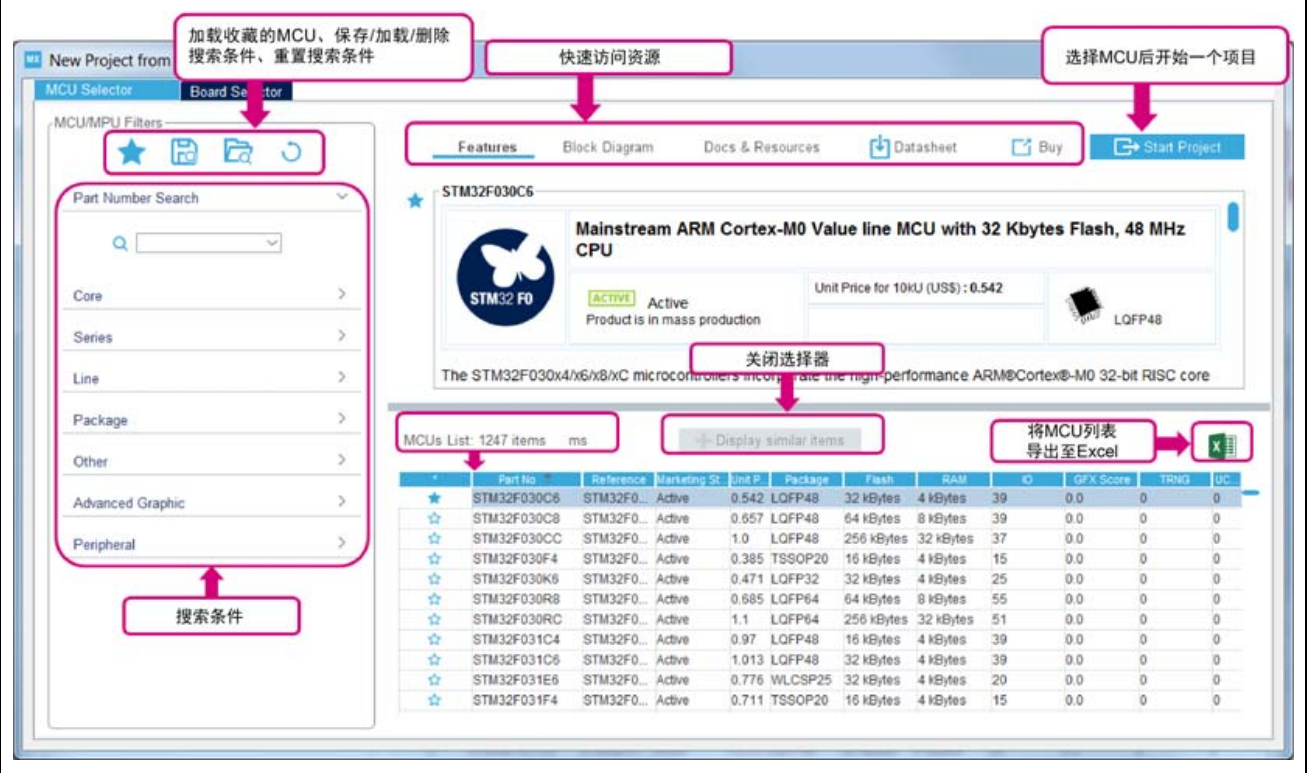 加载收藏的MCU、保存/加载/删除
搜索条件、重置搜索条件
快速访问资源
选择MCU后开始一个项目
MX New Project from
MCU Selector Board Selector
MCU/MPU Filters
Features Block Diagram Docs & Resources Datasheet Buy Start Project
Part Number Search
Core
Series
Line
Package
Other
Advanced Graphic
Peripheral
搜索条件
STM32F030C6
STM32 F0
Mainstream ARM Cortex-M0 Value line MCU with 32 Kbytes Flash, 48 MHz
CPU
ACTIVE Active
Product is in mass production
Unit Price for 10kU (US$) : 0.542
LQFP48
关闭选择器
The STM32F030x4/x6/x8/xC microcontrollers incorporate the high-performance ARM®Cortex®-M0 32-bit RISC core
MCUs List: 1247 items ms
Display similar items
将MCU列表
导出至Excel
* Part No Reference Marketing St... Unit P... Package Flash RAM IO GFX Score TRNG UC...
STM32F030C6 STM32F0... Active 0.542 LQFP48 32 kBytes 4 kBytes 39 0.0 0 0
STM32F030C8 STM32F0... Active 0.657 LQFP48 64 kBytes 8 kBytes 39 0.0 0 0
STM32F030CC STM32F0... Active 1.0 LQFP48 256 kBytes 32 kBytes 37 0.0 0 0
STM32F030F4 STM32F0... Active 0.385 TSSOP20 16 kBytes 4 kBytes 15 0.0 0 0
STM32F030K6 STM32F0... Active 0.471 LQFP32 32 kBytes 4 kBytes 25 0.0 0 0
STM32F030R8 STM32F0... Active 0.685 LQFP64 64 kBytes 8 kBytes 55 0.0 0 0
STM32F030RC STM32F0... Active 1.1 LQFP64 256 kBytes 32 kBytes 51 0.0 0 0
STM32F031C4 STM32F0... Active 0.97 LQFP48 16 kBytes 4 kBytes 39 0.0 0 0
STM32F031C6 STM32F0... Active 1.013 LQFP48 32 kBytes 4 kBytes 39 0.0 0 0
STM32F031E6 STM32F0... Active 0.776 WLCSP25 32 kBytes 4 kBytes 20 0.0 0 0
STM32F031F4 STM32F0... Active 0.711 TSSOP20 16 kBytes 4 kBytes 15 0.0 0 0